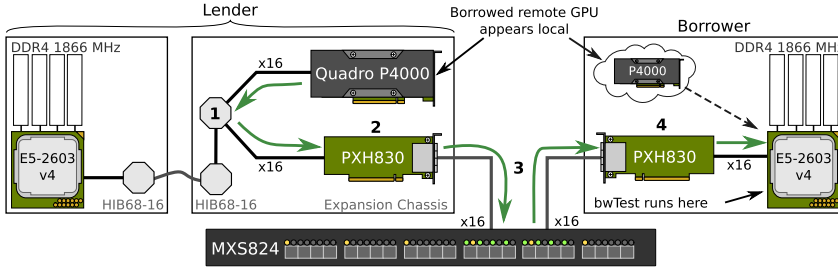 Lender
Borrowed remote GPU
appears local
Borrower
DDR4 1866 MHz
x16
Quadro P4000
P4000
DDR4 1866 MHz
1
2
3
4
E5-2603
v4
x16
PXH830
PXH830
x16
E5-2603
v4
HIB68-16
HIB68-16
Expansion Chassis
x16
x16
bwTest runs here
MXS824